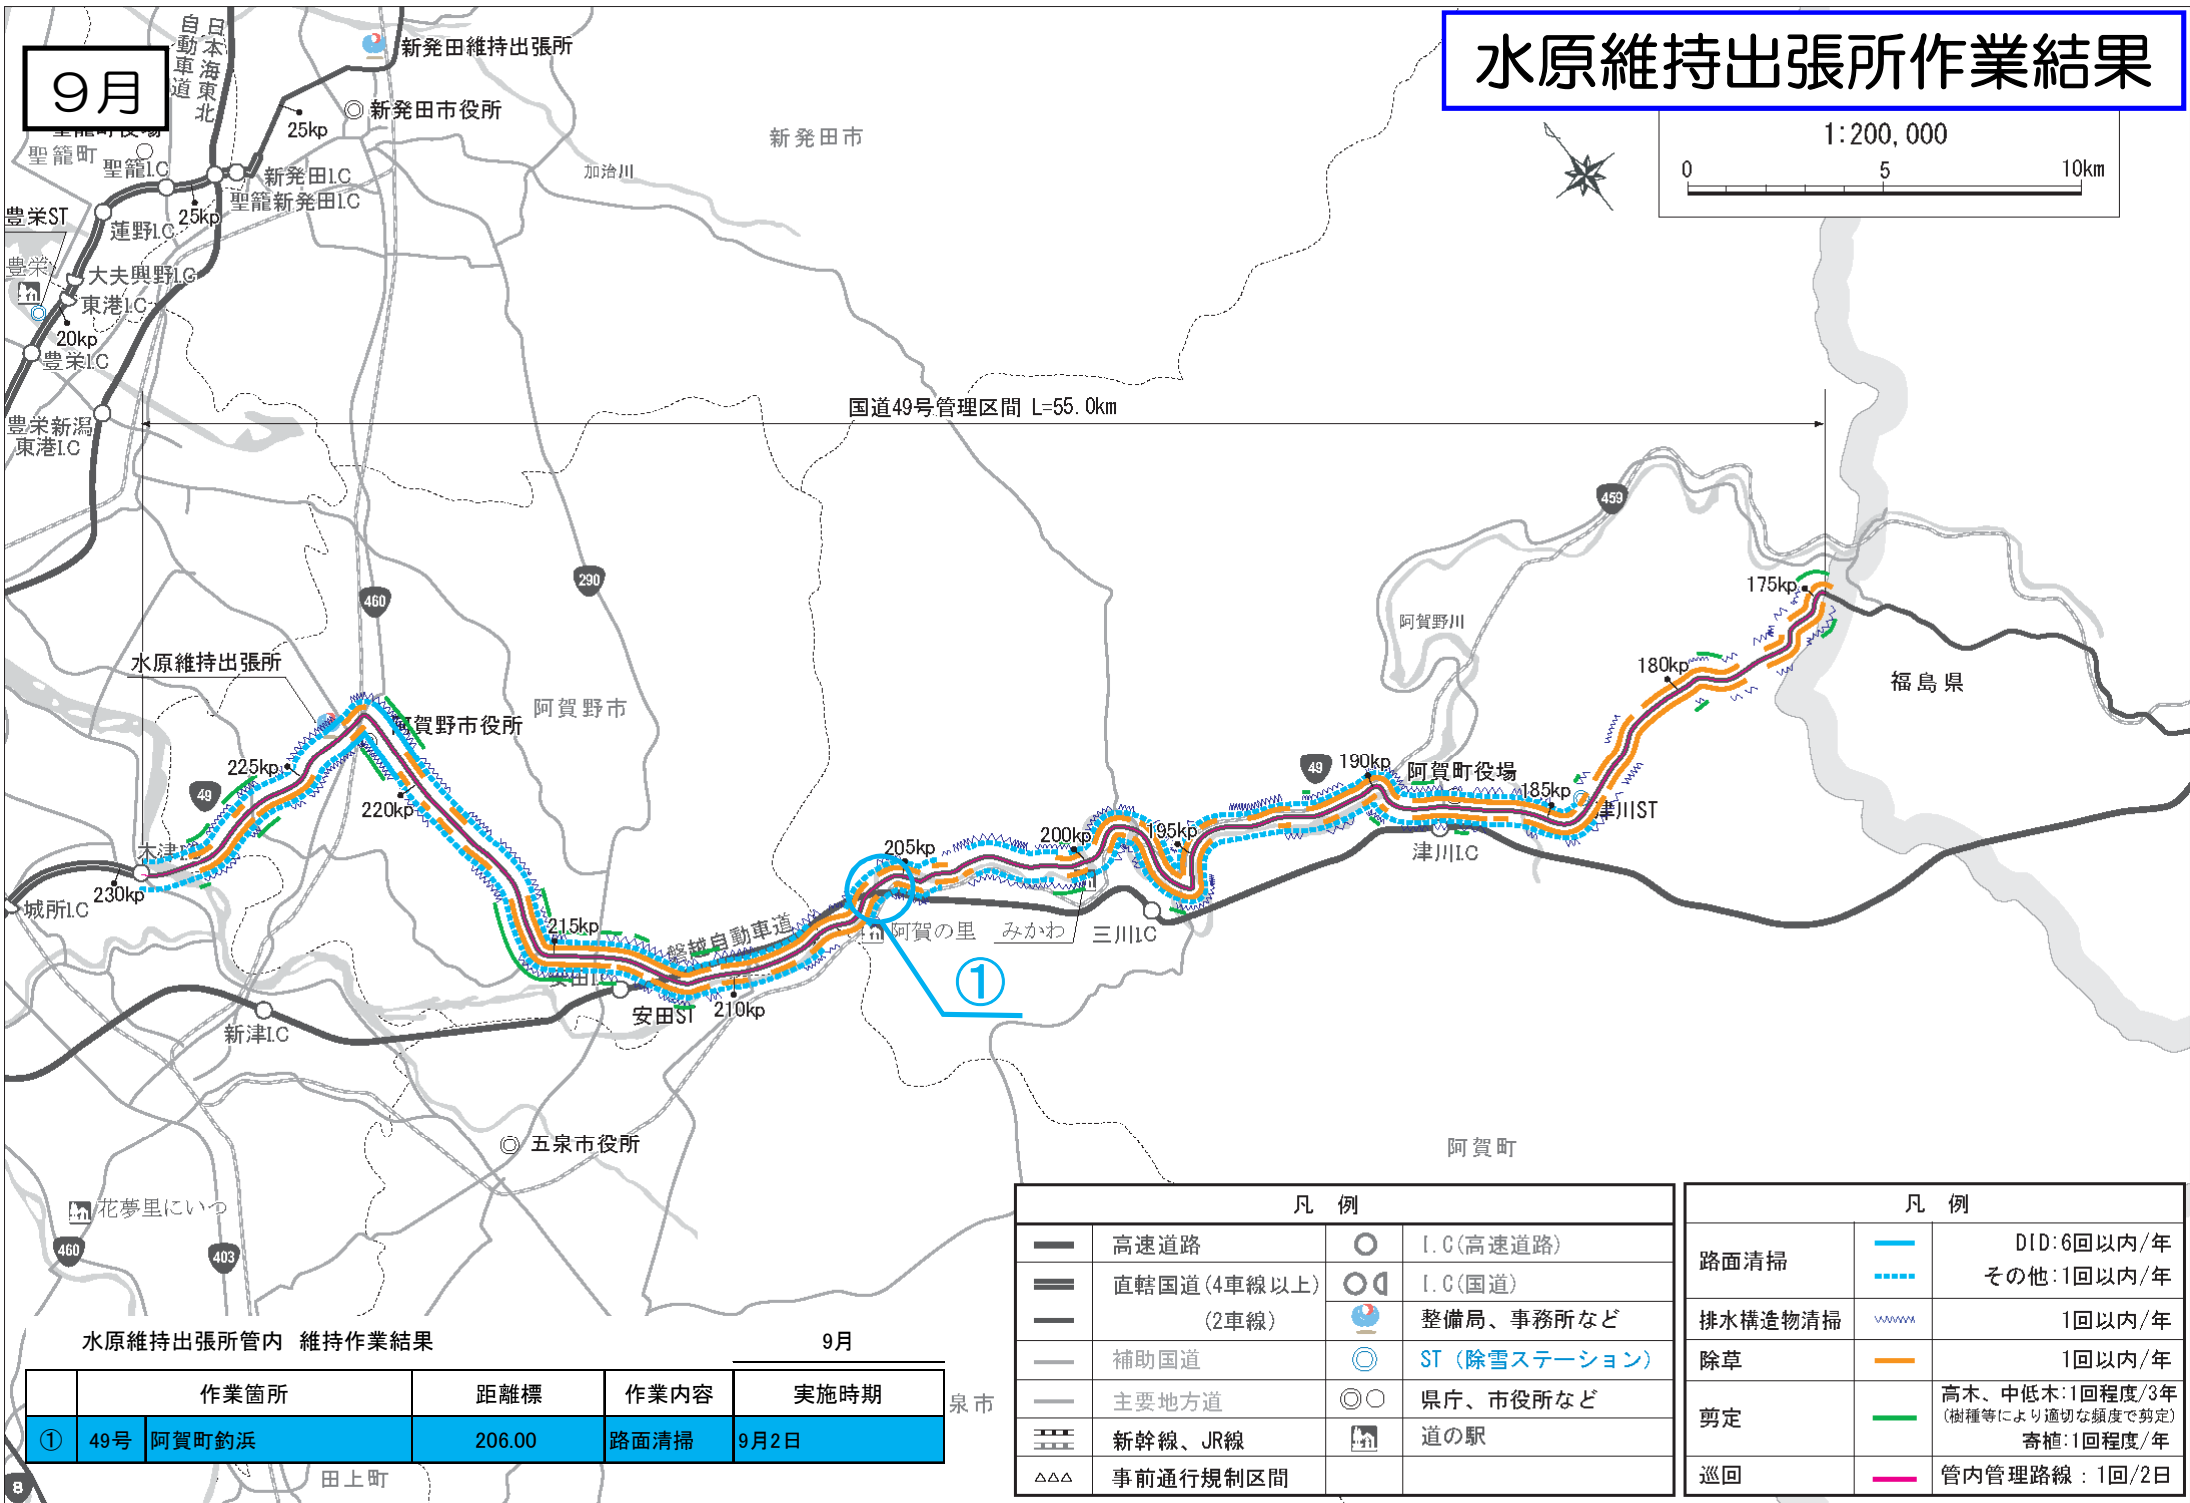 9月
水原維持出張所作業結果
1:200,000
0 5 10km
日本海東北
自動車道
新発田維持出張所
新発田市役所
25kp
新発田市
加治川
聖籠町
聖籠I.C
新発田I.C
聖籠新発田I.C
25kp
豊栄ST
蓮野I.C
豊栄
大夫興野I.C
東港I.C
20kp
豊栄I.C
豊栄新潟
東港I.C
国道49号管理区間 L=55.0km
459
290
460
175kp
阿賀野川
水原維持出張所
180kp
福島県
阿賀野市
阿賀野市役所
225kp
49
220kp
49
190kp
阿賀町役場
185kp
津川ST
木津I.C
230kp
城所I.C
205kp
200kp
195kp
津川I.C
215kp
磐越自動車道
阿賀の里
みかわ
三川I.C
安田I.C
①
安田ST
210kp
新津I.C
五泉市役所
阿賀町
花夢里にいつ
460
403
水原維持出張所管内 維持作業結果 9月
作業箇所 距離標 作業内容 実施時期
① 49号 阿賀町釣浜 206.00 路面清掃 9月2日
泉市
田上町
8
凡 例
高速道路 I.C(高速道路)
直轄国道(4車線以上) I.C(国道)
(2車線) 整備局、事務所など
補助国道 ST（除雪ステーション）
主要地方道 県庁、市役所など
新幹線、JR線 道の駅
事前通行規制区間
凡 例
路面清掃 DID:6回以内/年
その他:1回以内/年
排水構造物清掃 1回以内/年
除草 1回以内/年
剪定 高木、中低木:1回程度/3年
(樹種等により適切な頻度で剪定)
寄植:1回程度/年
巡回 管内管理路線：1回/2日